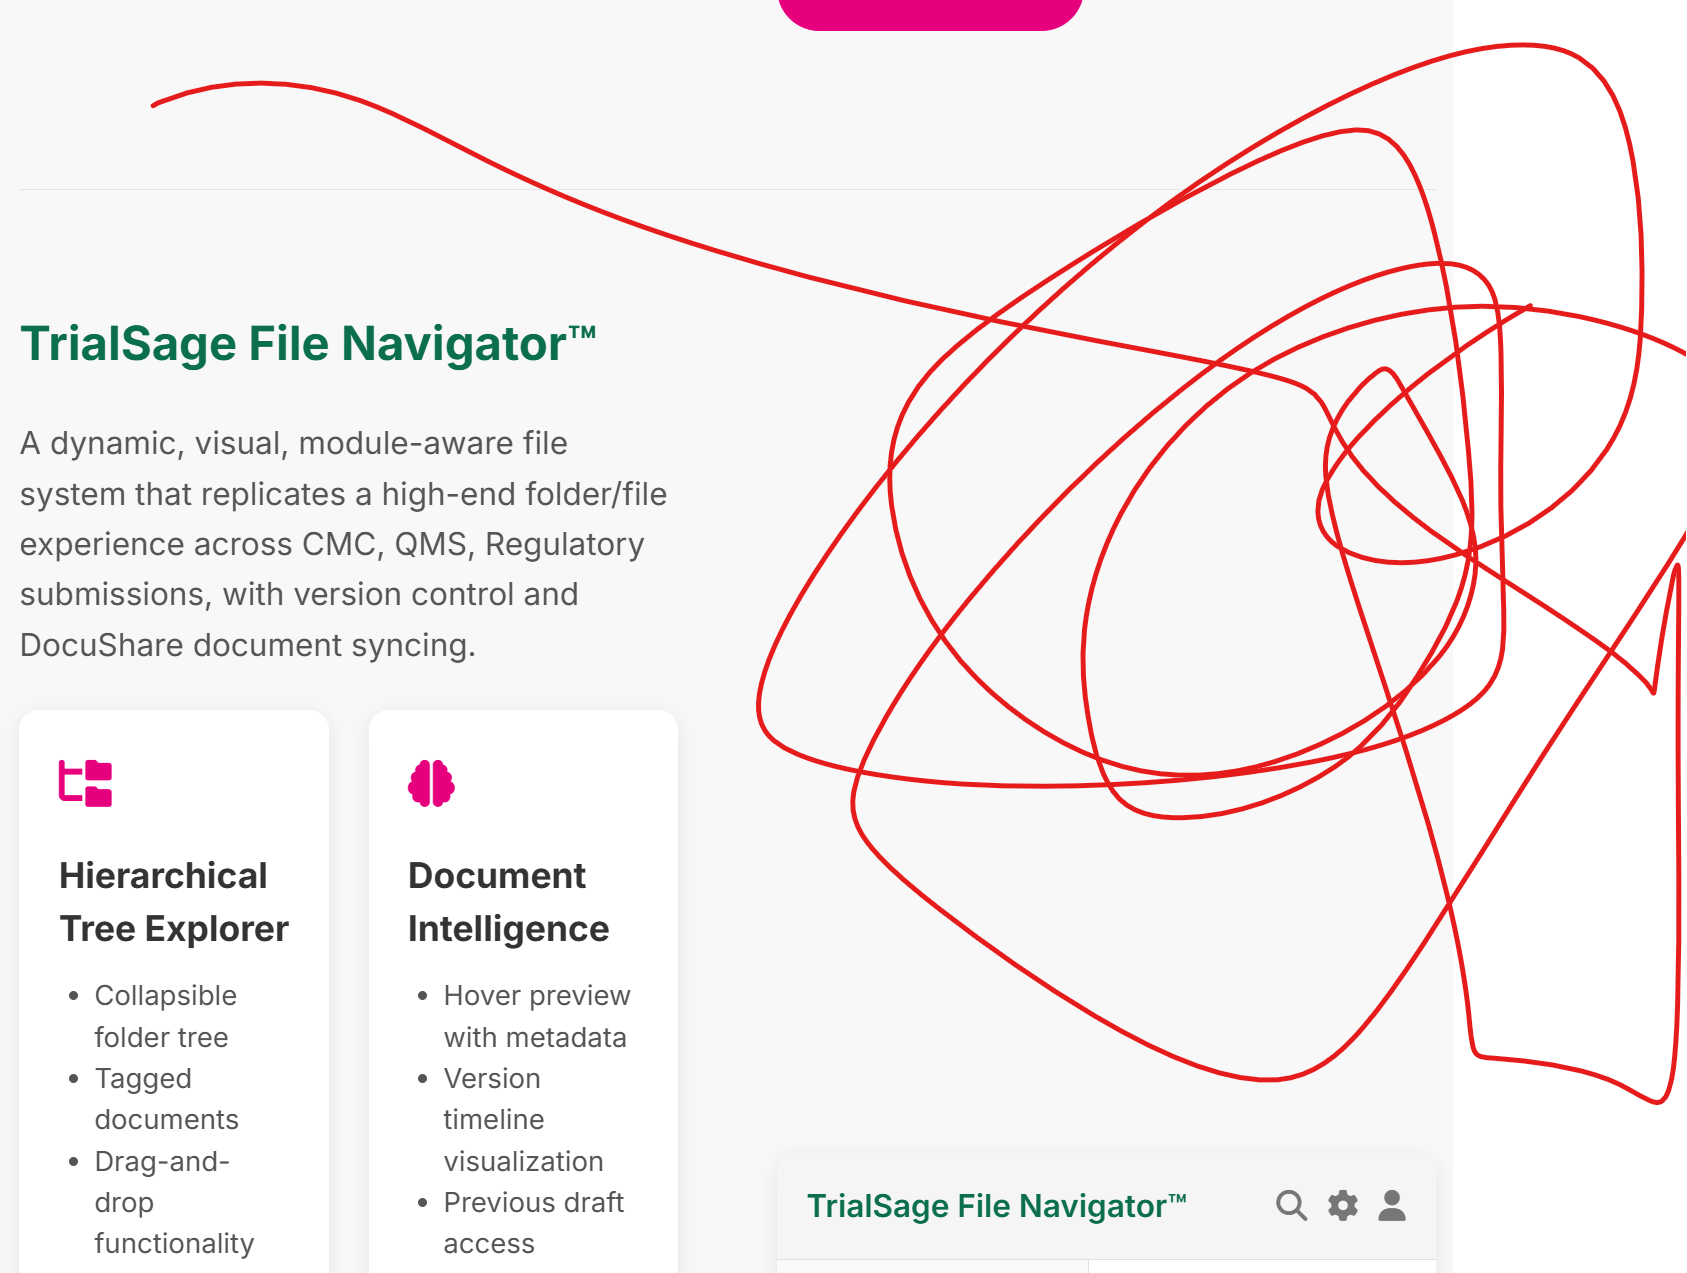 TrialSage File Navigator™
A dynamic, visual, module-aware file
system that replicates a high-end folder/file
experience across CMC, QMS, Regulatory
submissions, with version control and
DocuShare document syncing.
Hierarchical
Tree Explorer
• Collapsible
folder tree
• Tagged
documents
• Drag-and-
drop
functionality
Document
Intelligence
• Hover preview
with metadata
• Version
timeline
visualization
• Previous draft
access
TrialSage File Navigator™